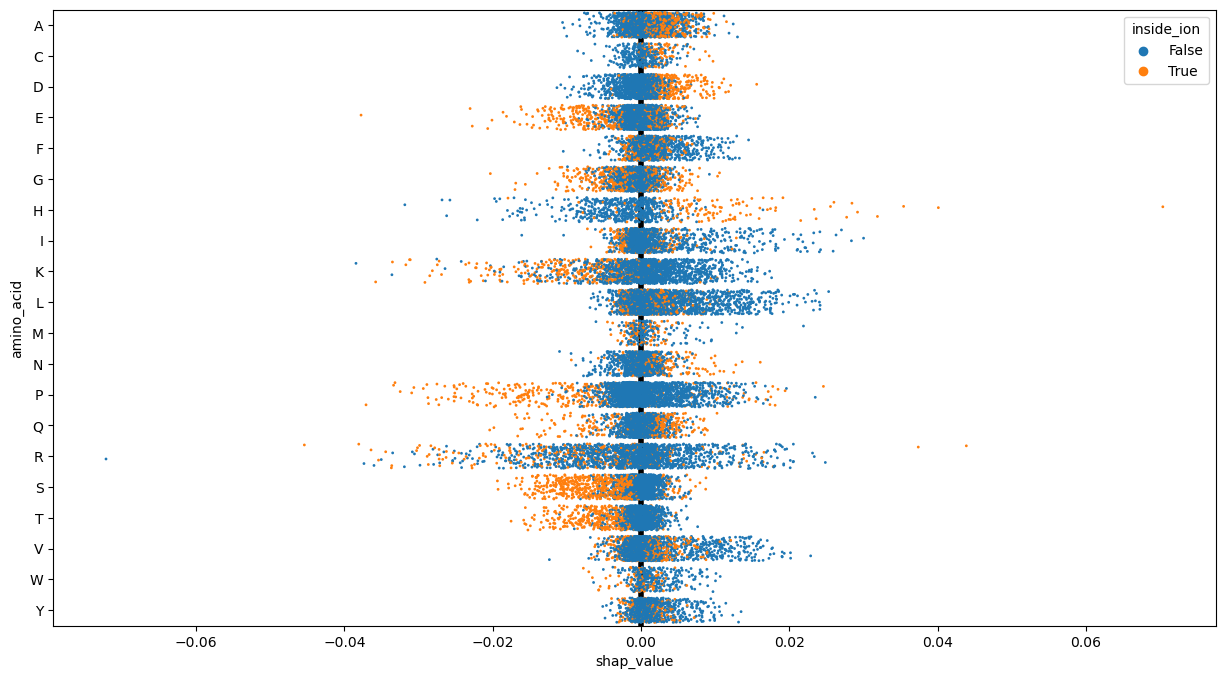 inside_ion
False
True
amino_acid
A
C
D
E
F
G
H
I
K
L
M
N
P
Q
R
S
T
V
W
Y
−0.06 −0.04 −0.02 0.00 0.02 0.04 0.06
shap_value